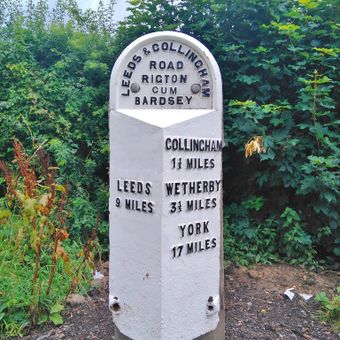 LEEDS & COLLINGHAM
ROAD
RIGTON
CUM
BARDSEY
LEEDS
9 MILES
COLLINGHAM
1½ MILES
WETHERBY
3½ MILES
YORK
17 MILES